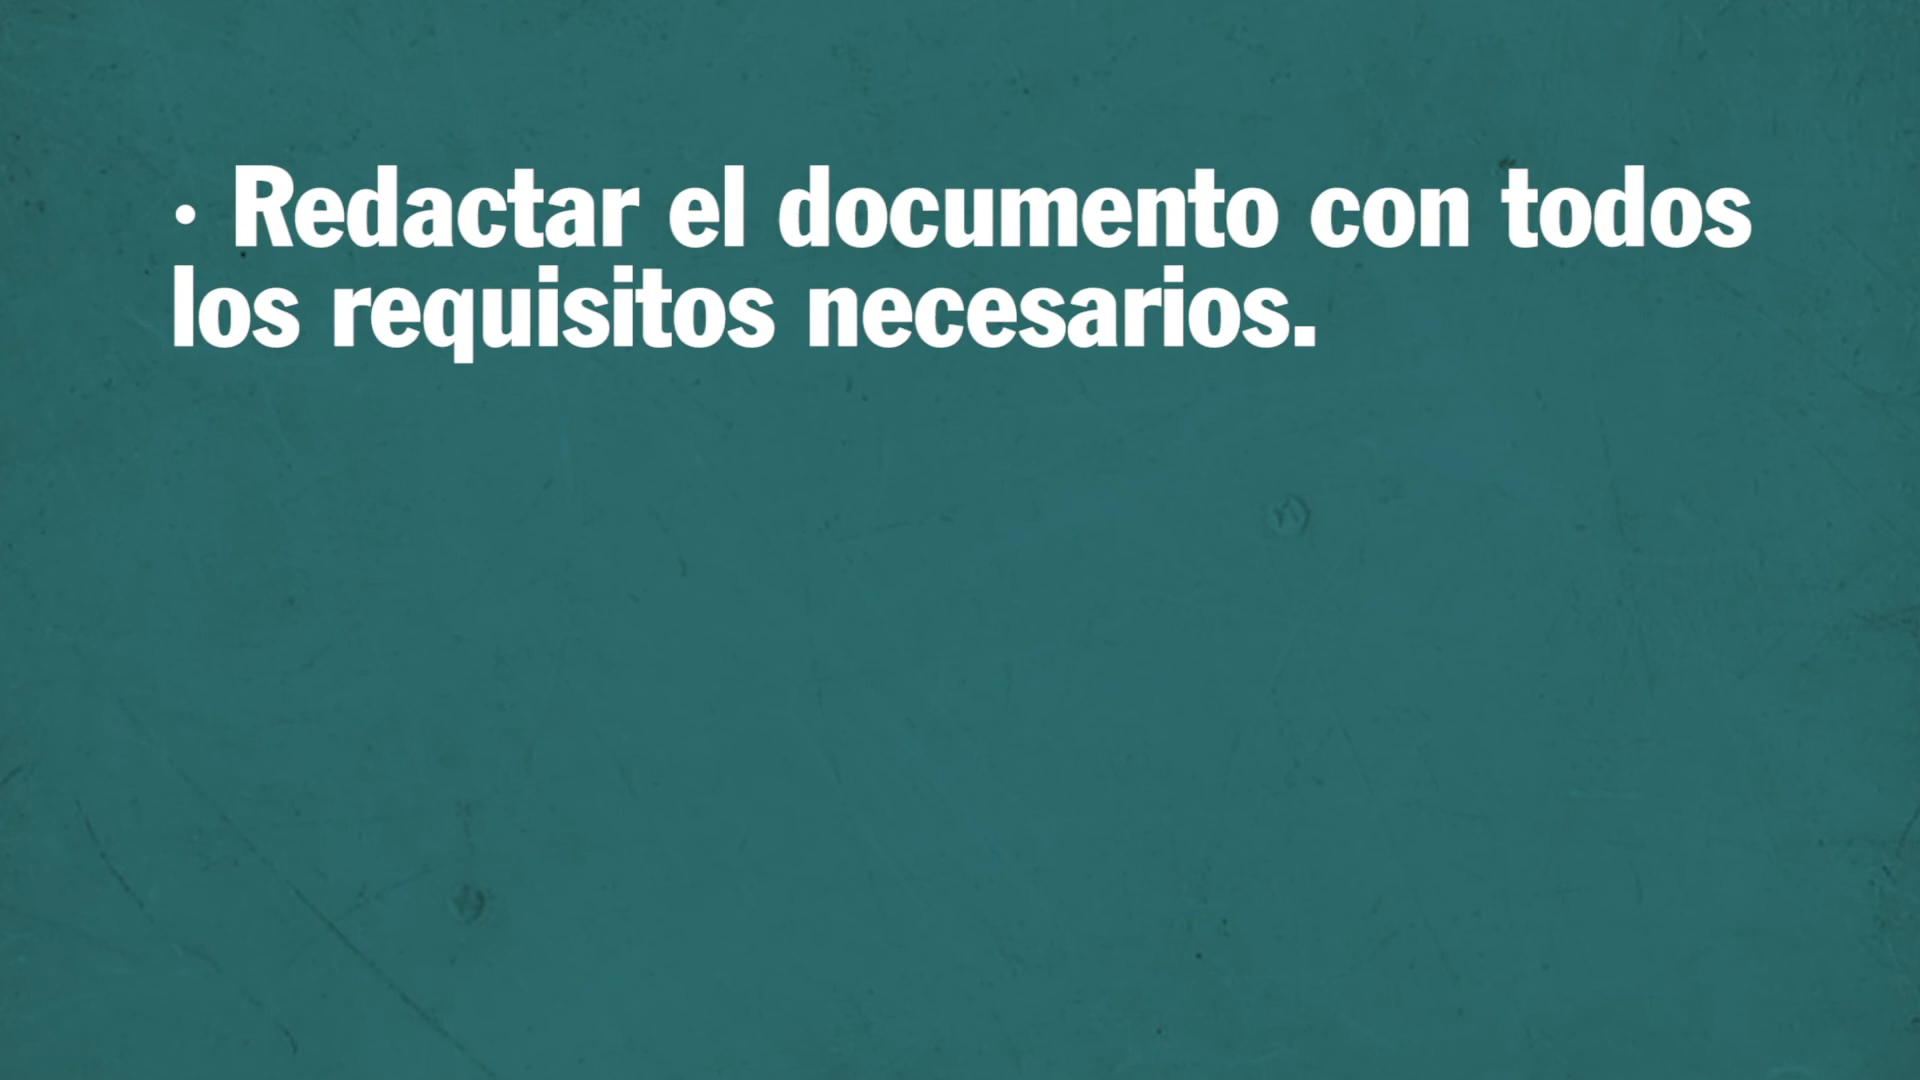 · Redactar el documento con todos
los requisitos necesarios.